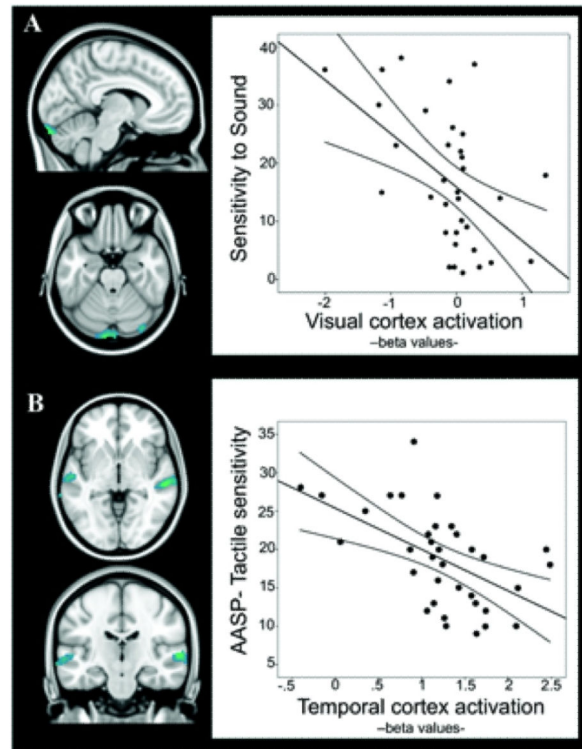 A
Sensitivity to Sound
40
30
20
10
0
-2 -1 0 1
Visual cortex activation
–beta values-
B
AASP- Tactile sensitivity
35
30
25
20
15
10
5
-.5 0 .5 1 1.5 2 2.5
Temporal cortex activation
–beta values-